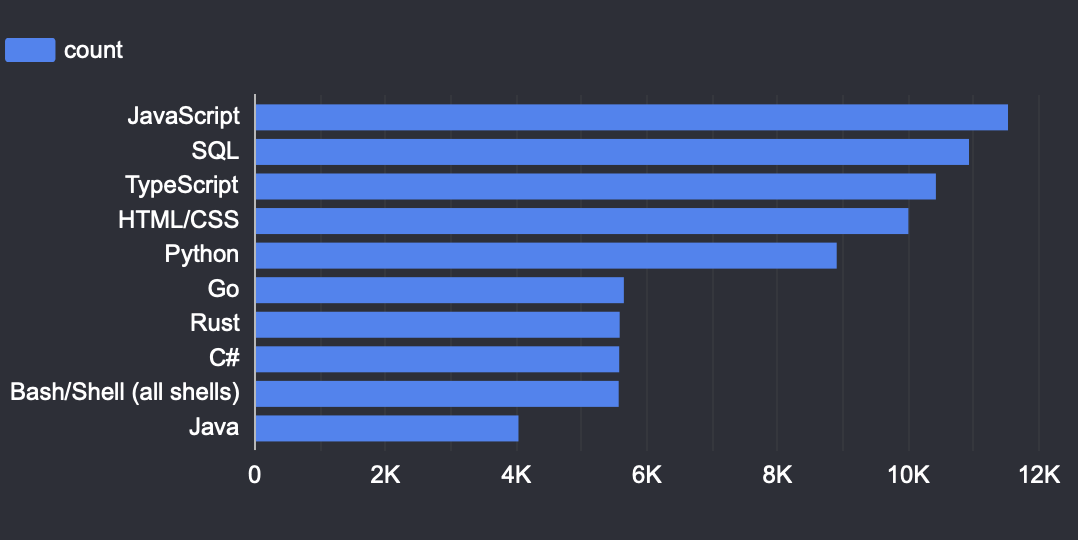 count
JavaScript
SQL
TypeScript
HTML/CSS
Python
Go
Rust
C#
Bash/Shell (all shells)
Java
0 2K 4K 6K 8K 10K 12K